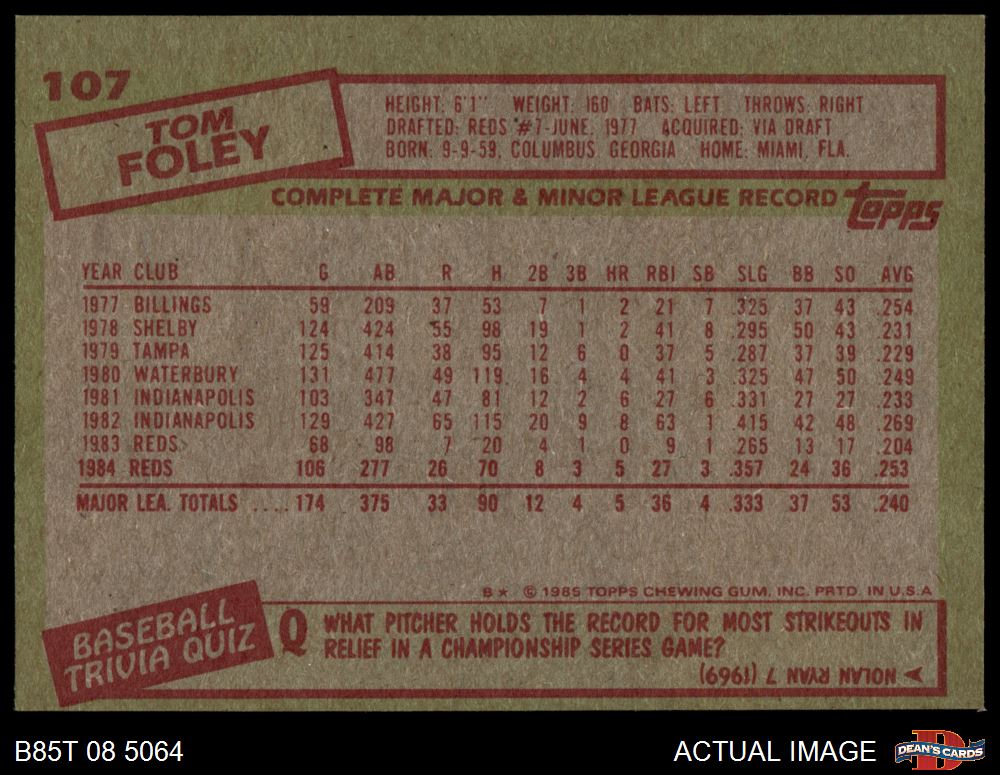 107
TOM
FOLEY
HEIGHT: 6'1" WEIGHT: 160 BATS: LEFT THROWS: RIGHT
DRAFTED: REDS #7-JUNE, 1977 ACQUIRED: VIA DRAFT
BORN: 9-9-59, COLUMBUS, GEORGIA HOME: MIAMI, FLA.
COMPLETE MAJOR & MINOR LEAGUE RECORD topps
YEAR CLUB G AB R H 2B 3B HR RBI SB SLG BB SO AVG
1977 BILLINGS 59 209 37 53 7 1 2 21 7 .325 37 43 .254
1978 SHELBY 124 424 55 98 19 1 2 41 8 .295 50 43 .231
1979 TAMPA 125 414 38 95 12 6 0 37 5 .287 37 39 .229
1980 WATERBURY 131 477 49 119 16 4 4 41 3 .325 47 50 .249
1981 INDIANAPOLIS 103 347 47 81 12 2 6 27 6 .331 27 27 .233
1982 INDIANAPOLIS 129 427 65 115 20 9 8 63 1 .415 42 48 .269
1983 REDS 68 98 7 20 4 1 0 9 1 .265 13 17 .204
1984 REDS 106 277 26 70 8 3 5 27 3 .357 24 36 .253
MAJOR LEA. TOTALS .... 174 375 33 90 12 4 5 36 4 .333 37 53 .240
B★ © 1985 TOPPS CHEWING GUM, INC. PRTD. IN U.S.A
BASEBALL
TRIVIA QUIZ
Q WHAT PITCHER HOLDS THE RECORD FOR MOST STRIKEOUTS IN
RELIEF IN A CHAMPIONSHIP SERIES GAME?
NOLAN RYAN 7 (1969)
B85T 08 5064
ACTUAL IMAGE
D
DEAN'S CARDS